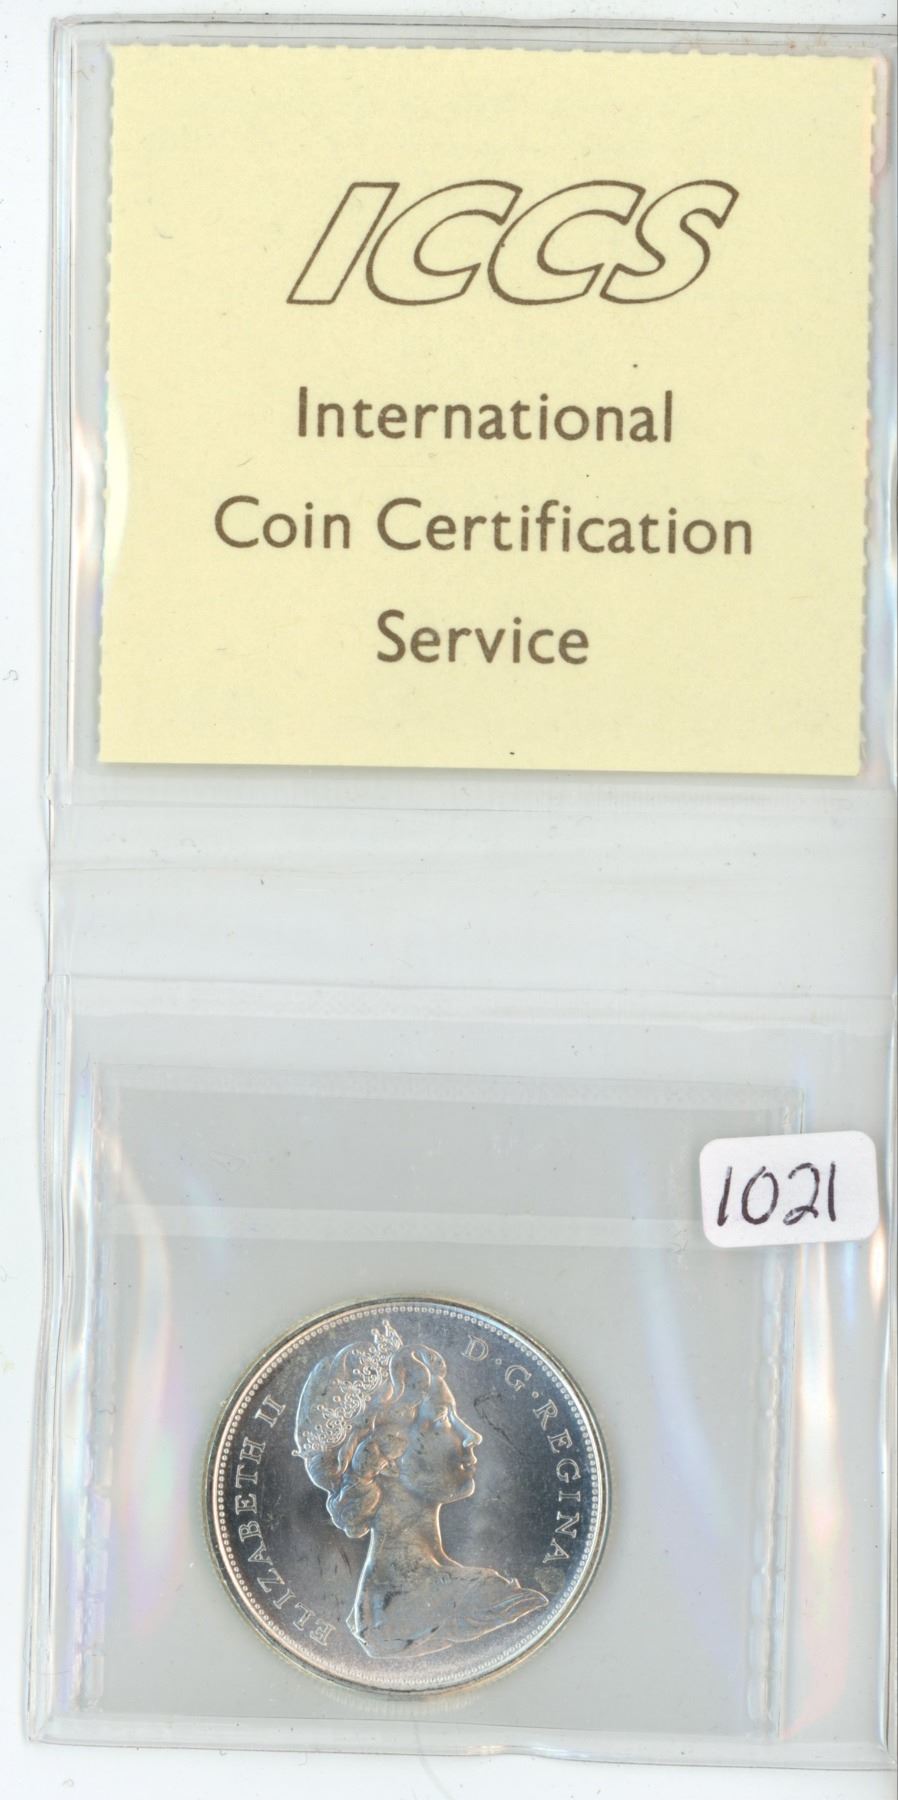 ICCS
International
Coin Certification
Service
1021
ELIZABETH II D·G·REGINA